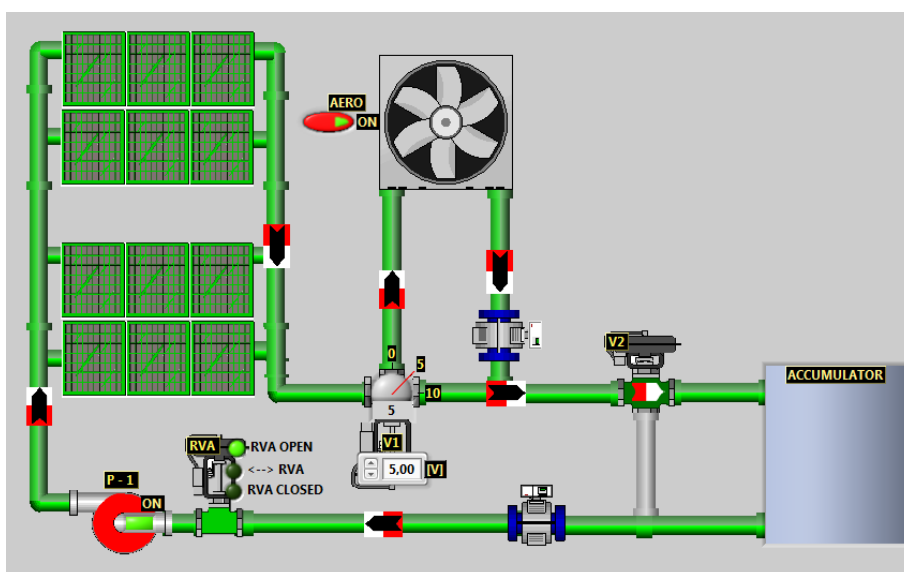 AERO
ON
V2
0
5
10
ACCUMULATOR
5
V1
5,00 [V]
RVA
RVA OPEN
<--> RVA
RVA CLOSED
P - 1
ON